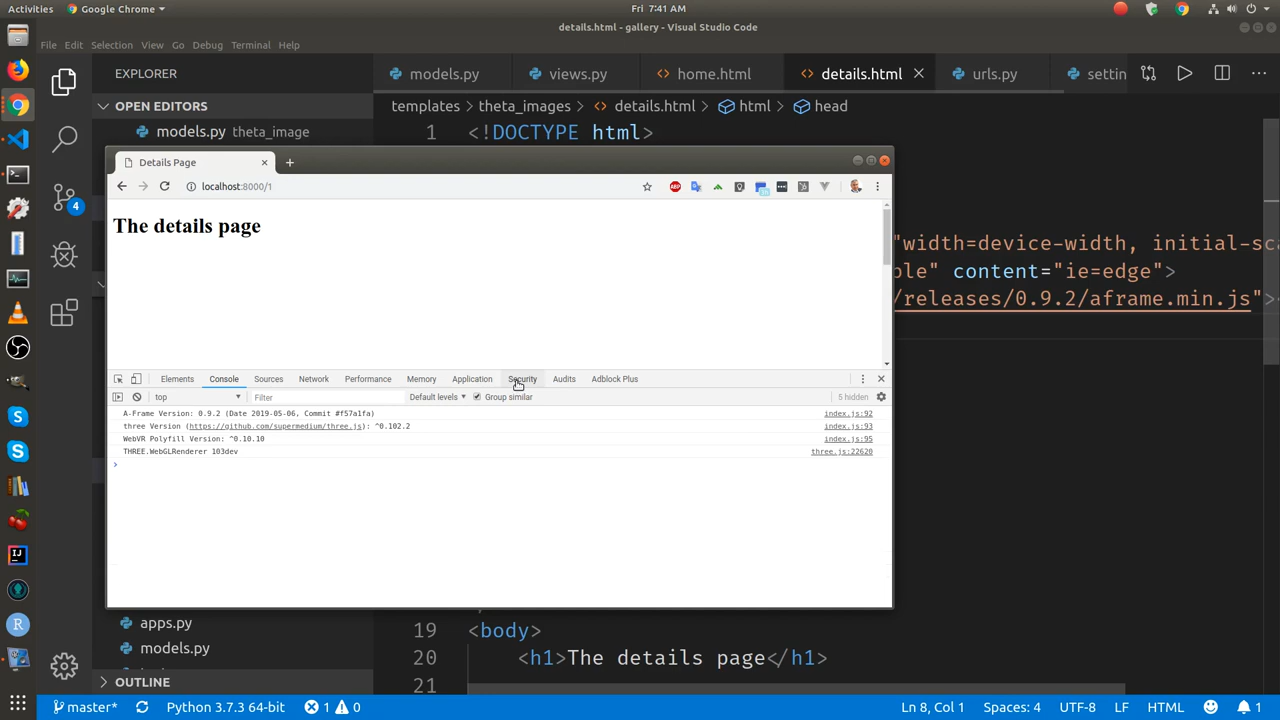 Activities
Google Chrome
Fri 7:41 AM
details.html - gallery - Visual Studio Code
File Edit Selection View Go Debug Terminal Help
EXPLORER
models.py
views.py
home.html
details.html
urls.py
settin
OPEN EDITORS
models.py theta_image
templates > theta_images > details.html > html > head
1 <!DOCTYPE html>
Details Page
localhost:8000/1
The details page
"width=device-width, initial-sca
ble" content="ie=edge">
/releases/0.9.2/aframe.min.js">
4
Elements Console Sources Network Performance Memory Application Security Audits Adblock Plus
top
Filter
Default levels
Group similar
5 hidden
A-Frame Version: 0.9.2 (Date 2019-05-06, Commit #f57a1fa) index.js:92
three Version (https://github.com/supermedium/three.js): ^0.102.2 index.js:93
WebVR Polyfill Version: ^0.10.10 index.js:95
THREE.WebGLRenderer 103dev three.js:22620
apps.py
models.py
OUTLINE
19 <body>
20 <h1>The details page</h1>
21
master* Python 3.7.3 64-bit 1 0 Ln 8, Col 1 Spaces: 4 UTF-8 LF HTML 1